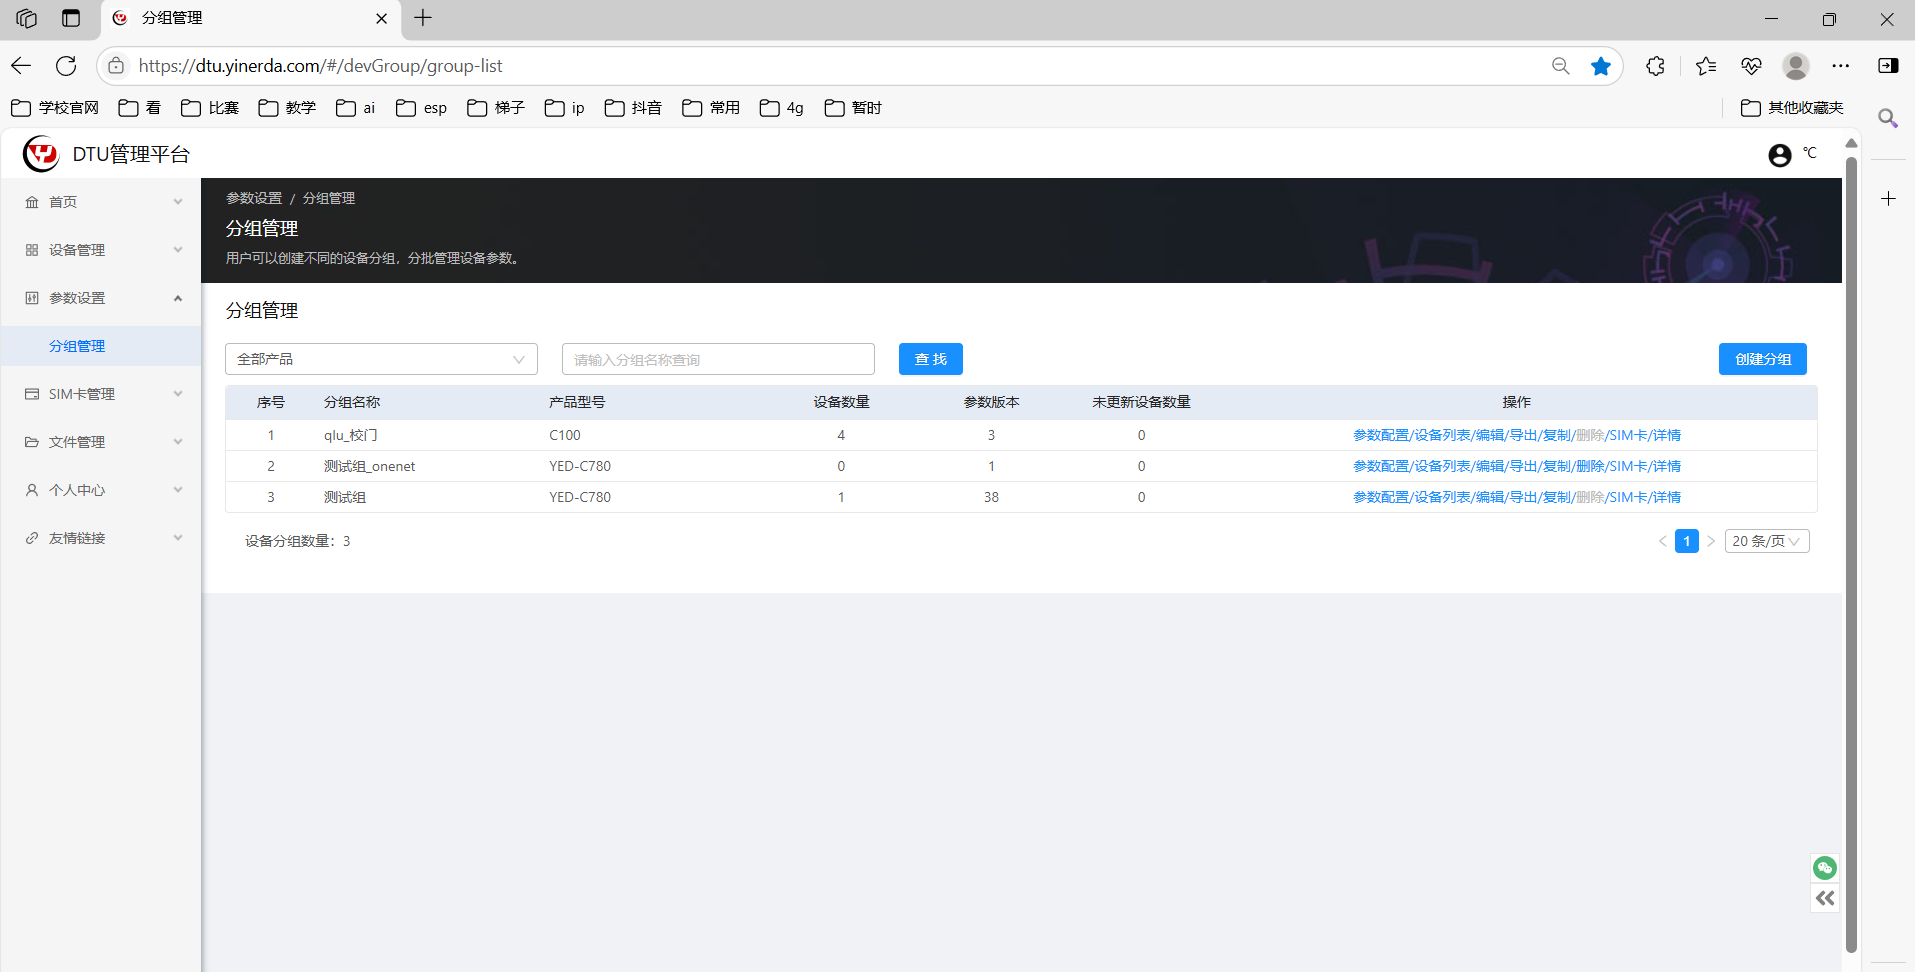 分组管理
https://dtu.yinerda.com/#/devGroup/group-list
学校官网 看 比赛 教学 ai esp 梯子 ip 抖音 常用 4g 暂时 其他收藏夹
DTU管理平台 ℃
首页
设备管理
参数设置
分组管理
SIM卡管理
文件管理
个人中心
友情链接
参数设置 / 分组管理
分组管理
用户可以创建不同的设备分组，分批管理设备参数。
分组管理
全部产品 请输入分组名称查询 查 找 创建分组
序号 分组名称 产品型号 设备数量 参数版本 未更新设备数量 操作
1 qlu_校门 C100 4 3 0 参数配置/设备列表/编辑/导出/复制/删除/SIM卡/详情
2 测试组_onenet YED-C780 0 1 0 参数配置/设备列表/编辑/导出/复制/删除/SIM卡/详情
3 测试组 YED-C780 1 38 0 参数配置/设备列表/编辑/导出/复制/删除/SIM卡/详情
设备分组数量：3 1 20 条/页